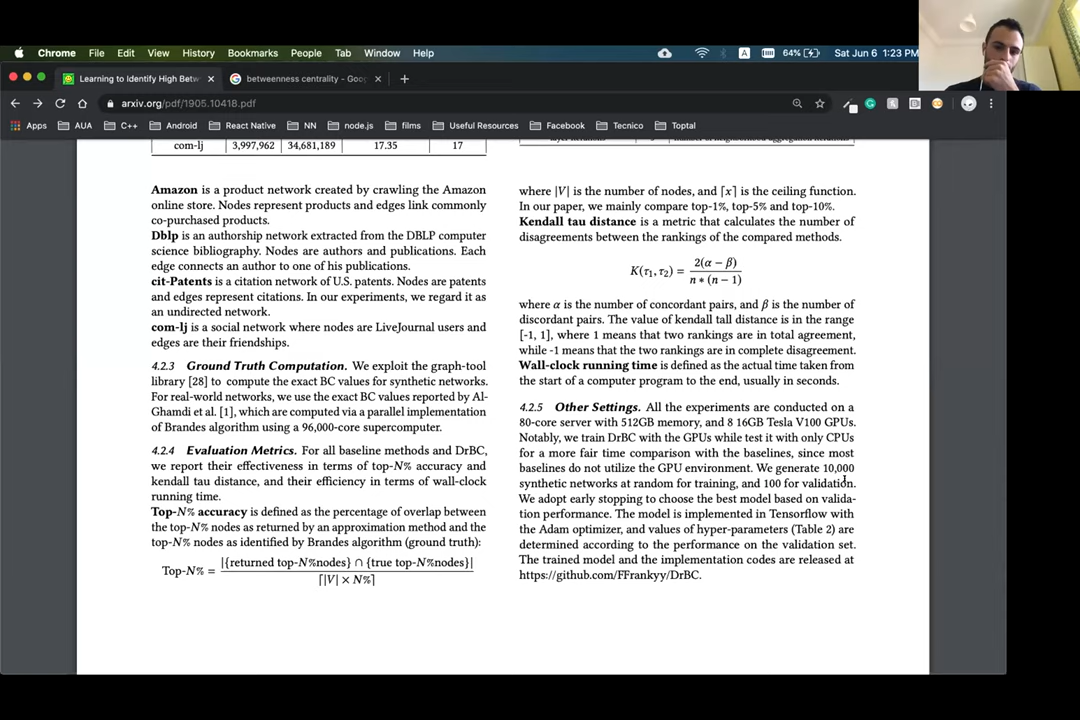 Chrome File Edit View History Bookmarks People Tab Window Help
A 64% Sat Jun 6 1:23 PM
Learning to Identify High Betw
betweenness centrality - Goog
arxiv.org/pdf/1905.10418.pdf
Apps AUA C++ Android React Native NN node.js films Useful Resources Facebook Tecnico Toptal
com-lj 3,997,962 34,681,189 17.35 17
Amazon is a product network created by crawling the Amazon
online store. Nodes represent products and edges link commonly
co-purchased products.
Dblp is an authorship network extracted from the DBLP computer
science bibliography. Nodes are authors and publications. Each
edge connects an author to one of his publications.
cit-Patents is a citation network of U.S. patents. Nodes are patents
and edges represent citations. In our experiments, we regard it as
an undirected network.
com-lj is a social network where nodes are LiveJournal users and
edges are their friendships.
4.2.3 Ground Truth Computation. We exploit the graph-tool
library [28] to compute the exact BC values for synthetic networks.
For real-world networks, we use the exact BC values reported by Al-
Ghamdi et al. [1], which are computed via a parallel implementation
of Brandes algorithm using a 96,000-core supercomputer.
4.2.4 Evaluation Metrics. For all baseline methods and DrBC,
we report their effectiveness in terms of top-N% accuracy and
kendall tau distance, and their efficiency in terms of wall-clock
running time.
Top-N% accuracy is defined as the percentage of overlap between
the top-N% nodes as returned by an approximation method and the
top-N% nodes as identified by Brandes algorithm (ground truth):
Top-N% = |{returned top-N%nodes} ∩ {true top-N%nodes}|
⌈|V| × N%⌉
where |V| is the number of nodes, and ⌈x⌉ is the ceiling function.
In our paper, we mainly compare top-1%, top-5% and top-10%.
Kendall tau distance is a metric that calculates the number of
disagreements between the rankings of the compared methods.
K(τ1, τ2) = 2(α − β)
n ∗ (n − 1)
where α is the number of concordant pairs, and β is the number of
discordant pairs. The value of kendall tall distance is in the range
[-1, 1], where 1 means that two rankings are in total agreement,
while -1 means that the two rankings are in complete disagreement.
Wall-clock running time is defined as the actual time taken from
the start of a computer program to the end, usually in seconds.
4.2.5 Other Settings. All the experiments are conducted on a
80-core server with 512GB memory, and 8 16GB Tesla V100 GPUs.
Notably, we train DrBC with the GPUs while test it with only CPUs
for a more fair time comparison with the baselines, since most
baselines do not utilize the GPU environment. We generate 10,000
synthetic networks at random for training, and 100 for validation.
We adopt early stopping to choose the best model based on valida-
tion performance. The model is implemented in Tensorflow with
the Adam optimizer, and values of hyper-parameters (Table 2) are
determined according to the performance on the validation set.
The trained model and the implementation codes are released at
https://github.com/FFrankyy/DrBC.